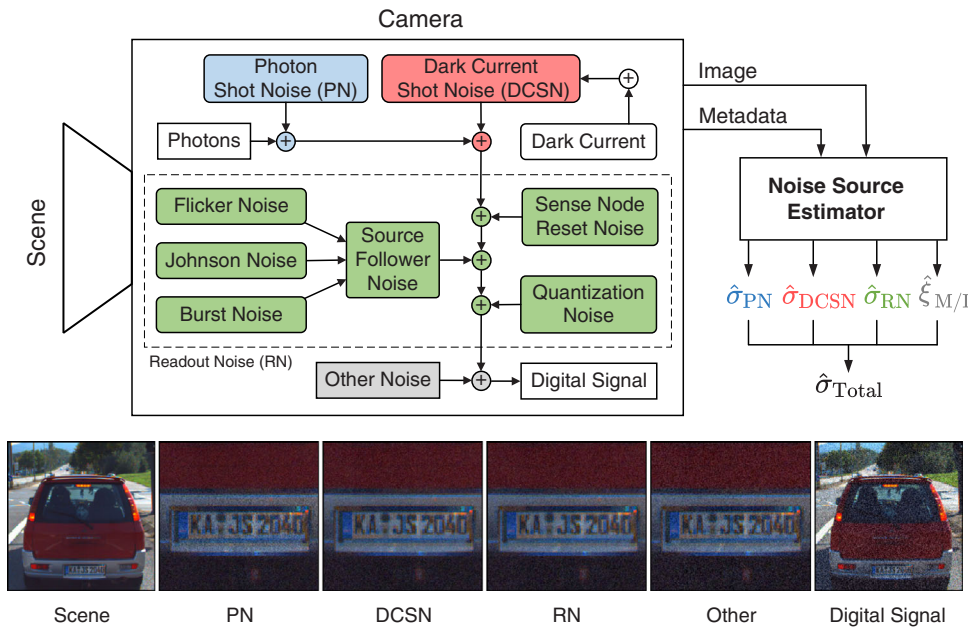 Camera
Scene
Photon
Shot Noise (PN)
Dark Current
Shot Noise (DCSN)
+
Photons
+
+
Dark Current
Image
Metadata
Noise Source
Estimator
Flicker Noise
Johnson Noise
Burst Noise
Source
Follower
Noise
+
Sense Node
Reset Noise
+
+
Quantization
Noise
Readout Noise (RN)
Other Noise
+
Digital Signal
σ̂PN
σ̂DCSN
σ̂RN
ξ̂M/I
σ̂Total
KA JS 2040
KA JS 2040
KA JS 2040
KA JS 2040
KA JS 2040
Scene
PN
DCSN
RN
Other
Digital Signal